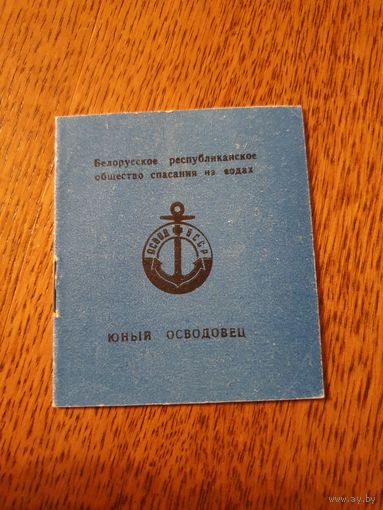 Белорусское республиканское
общество спасания на водах
ОСВОД БССР
ЮНЫЙ ОСВОДОВЕЦ
www.ay.by